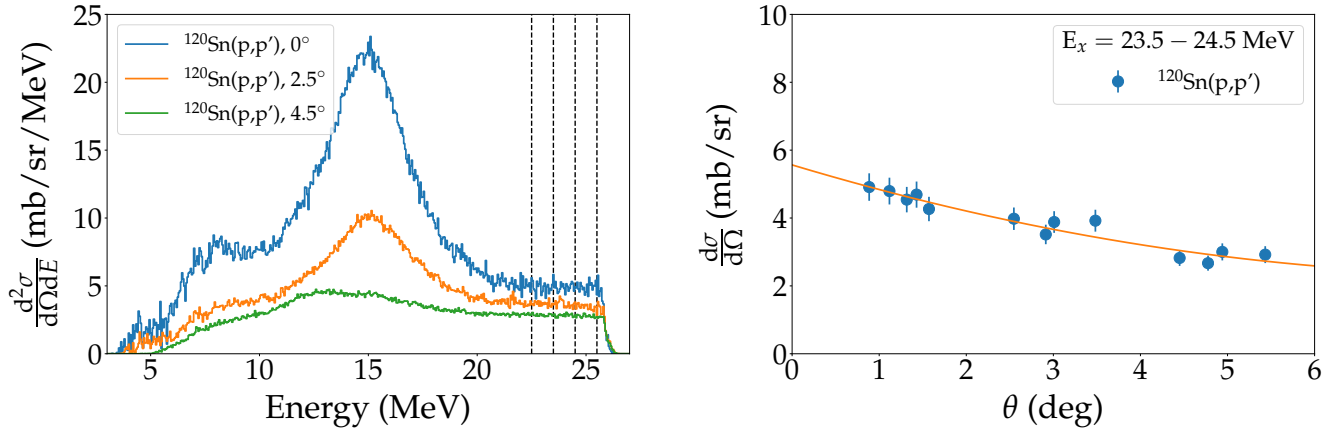 25
20
15
10
5
0
d²σ/dΩdE (mb/sr/MeV)
¹²⁰Sn(p,p’), 0°
¹²⁰Sn(p,p’), 2.5°
¹²⁰Sn(p,p’), 4.5°
5 10 15 20 25
Energy (MeV)
10
8
6
4
2
0
dσ/dΩ (mb/sr)
Eₓ = 23.5 − 24.5 MeV
¹²⁰Sn(p,p’)
0 1 2 3 4 5 6
θ (deg)